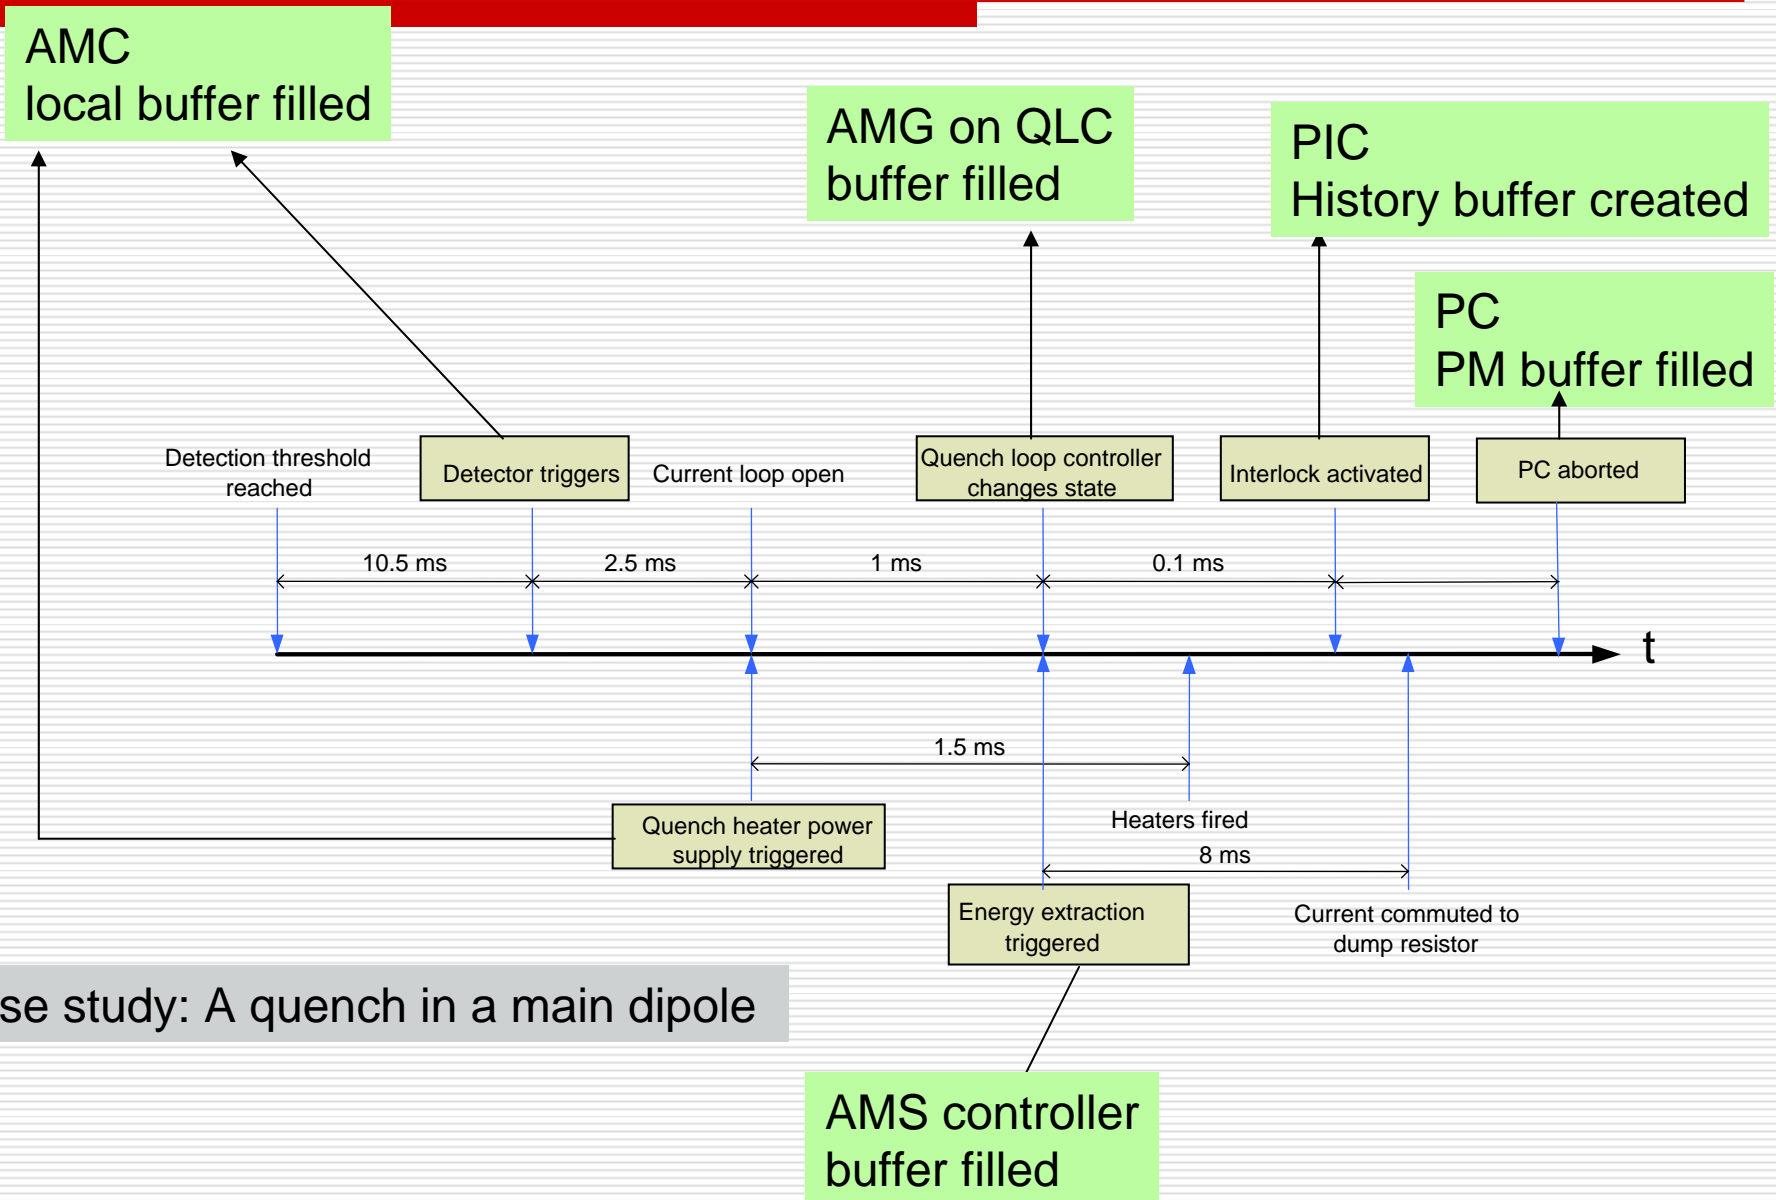 AMC
local buffer filled
AMG on QLC
buffer filled
PIC
History buffer created
PC
PM buffer filled
Detection threshold
reached
Detector triggers
Current loop open
Quench loop controller
changes state
Interlock activated
PC aborted
10.5 ms
2.5 ms
1 ms
0.1 ms
t
1.5 ms
Quench heater power
supply triggered
Heaters fired
8 ms
Energy extraction
triggered
Current commuted to
dump resistor
se study: A quench in a main dipole
AMS controller
buffer filled